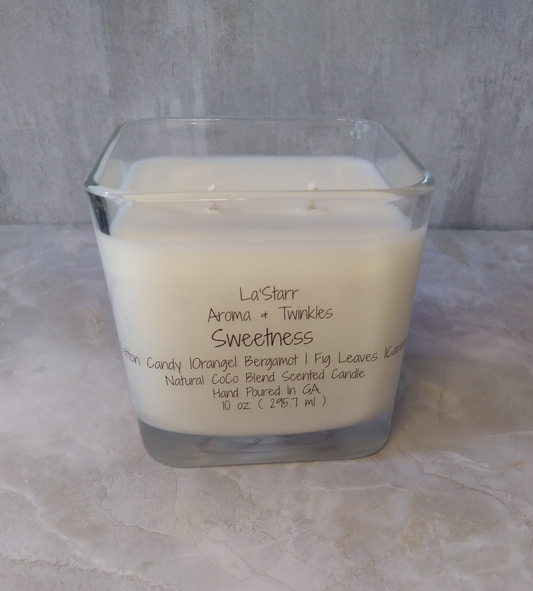 La'Starr
Aroma & Twinkles
Sweetness
Candy |Orange| Bergamot | Fig Leaves
Natural CoCo Blend Scented Candle
Hand Poured In GA.
10 oz. ( 295.7 ml )